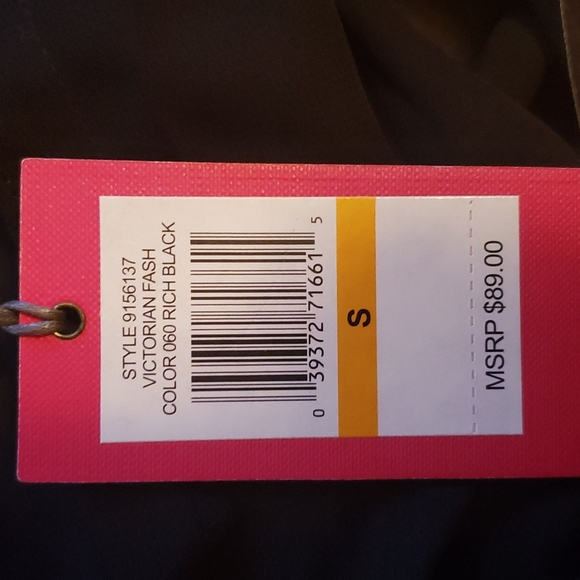 STYLE 9156137
VICTORIAN FASH
COLOR 060 RICH BLACK
0 39372 71661 5
S
MSRP $89.00